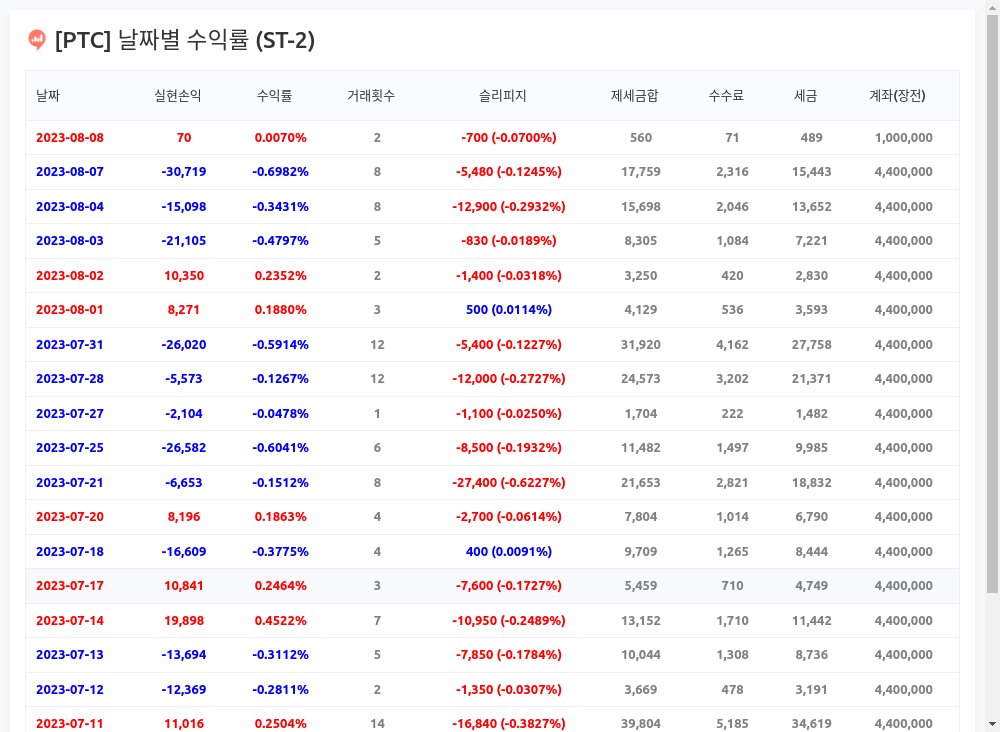 [PTC] 날짜별 수익률 (ST-2)
날짜 실현손익 수익률 거래횟수 슬리피지 제세금합 수수료 세금 계좌(장전)
2023-08-08 70 0.0070% 2 -700 (-0.0700%) 560 71 489 1,000,000
2023-08-07 -30,719 -0.6982% 8 -5,480 (-0.1245%) 17,759 2,316 15,443 4,400,000
2023-08-04 -15,098 -0.3431% 8 -12,900 (-0.2932%) 15,698 2,046 13,652 4,400,000
2023-08-03 -21,105 -0.4797% 5 -830 (-0.0189%) 8,305 1,084 7,221 4,400,000
2023-08-02 10,350 0.2352% 2 -1,400 (-0.0318%) 3,250 420 2,830 4,400,000
2023-08-01 8,271 0.1880% 3 500 (0.0114%) 4,129 536 3,593 4,400,000
2023-07-31 -26,020 -0.5914% 12 -5,400 (-0.1227%) 31,920 4,162 27,758 4,400,000
2023-07-28 -5,573 -0.1267% 12 -12,000 (-0.2727%) 24,573 3,202 21,371 4,400,000
2023-07-27 -2,104 -0.0478% 1 -1,100 (-0.0250%) 1,704 222 1,482 4,400,000
2023-07-25 -26,582 -0.6041% 6 -8,500 (-0.1932%) 11,482 1,497 9,985 4,400,000
2023-07-21 -6,653 -0.1512% 8 -27,400 (-0.6227%) 21,653 2,821 18,832 4,400,000
2023-07-20 8,196 0.1863% 4 -2,700 (-0.0614%) 7,804 1,014 6,790 4,400,000
2023-07-18 -16,609 -0.3775% 4 400 (0.0091%) 9,709 1,265 8,444 4,400,000
2023-07-17 10,841 0.2464% 3 -7,600 (-0.1727%) 5,459 710 4,749 4,400,000
2023-07-14 19,898 0.4522% 7 -10,950 (-0.2489%) 13,152 1,710 11,442 4,400,000
2023-07-13 -13,694 -0.3112% 5 -7,850 (-0.1784%) 10,044 1,308 8,736 4,400,000
2023-07-12 -12,369 -0.2811% 2 -1,350 (-0.0307%) 3,669 478 3,191 4,400,000
2023-07-11 11,016 0.2504% 14 -16,840 (-0.3827%) 39,804 5,185 34,619 4,400,000